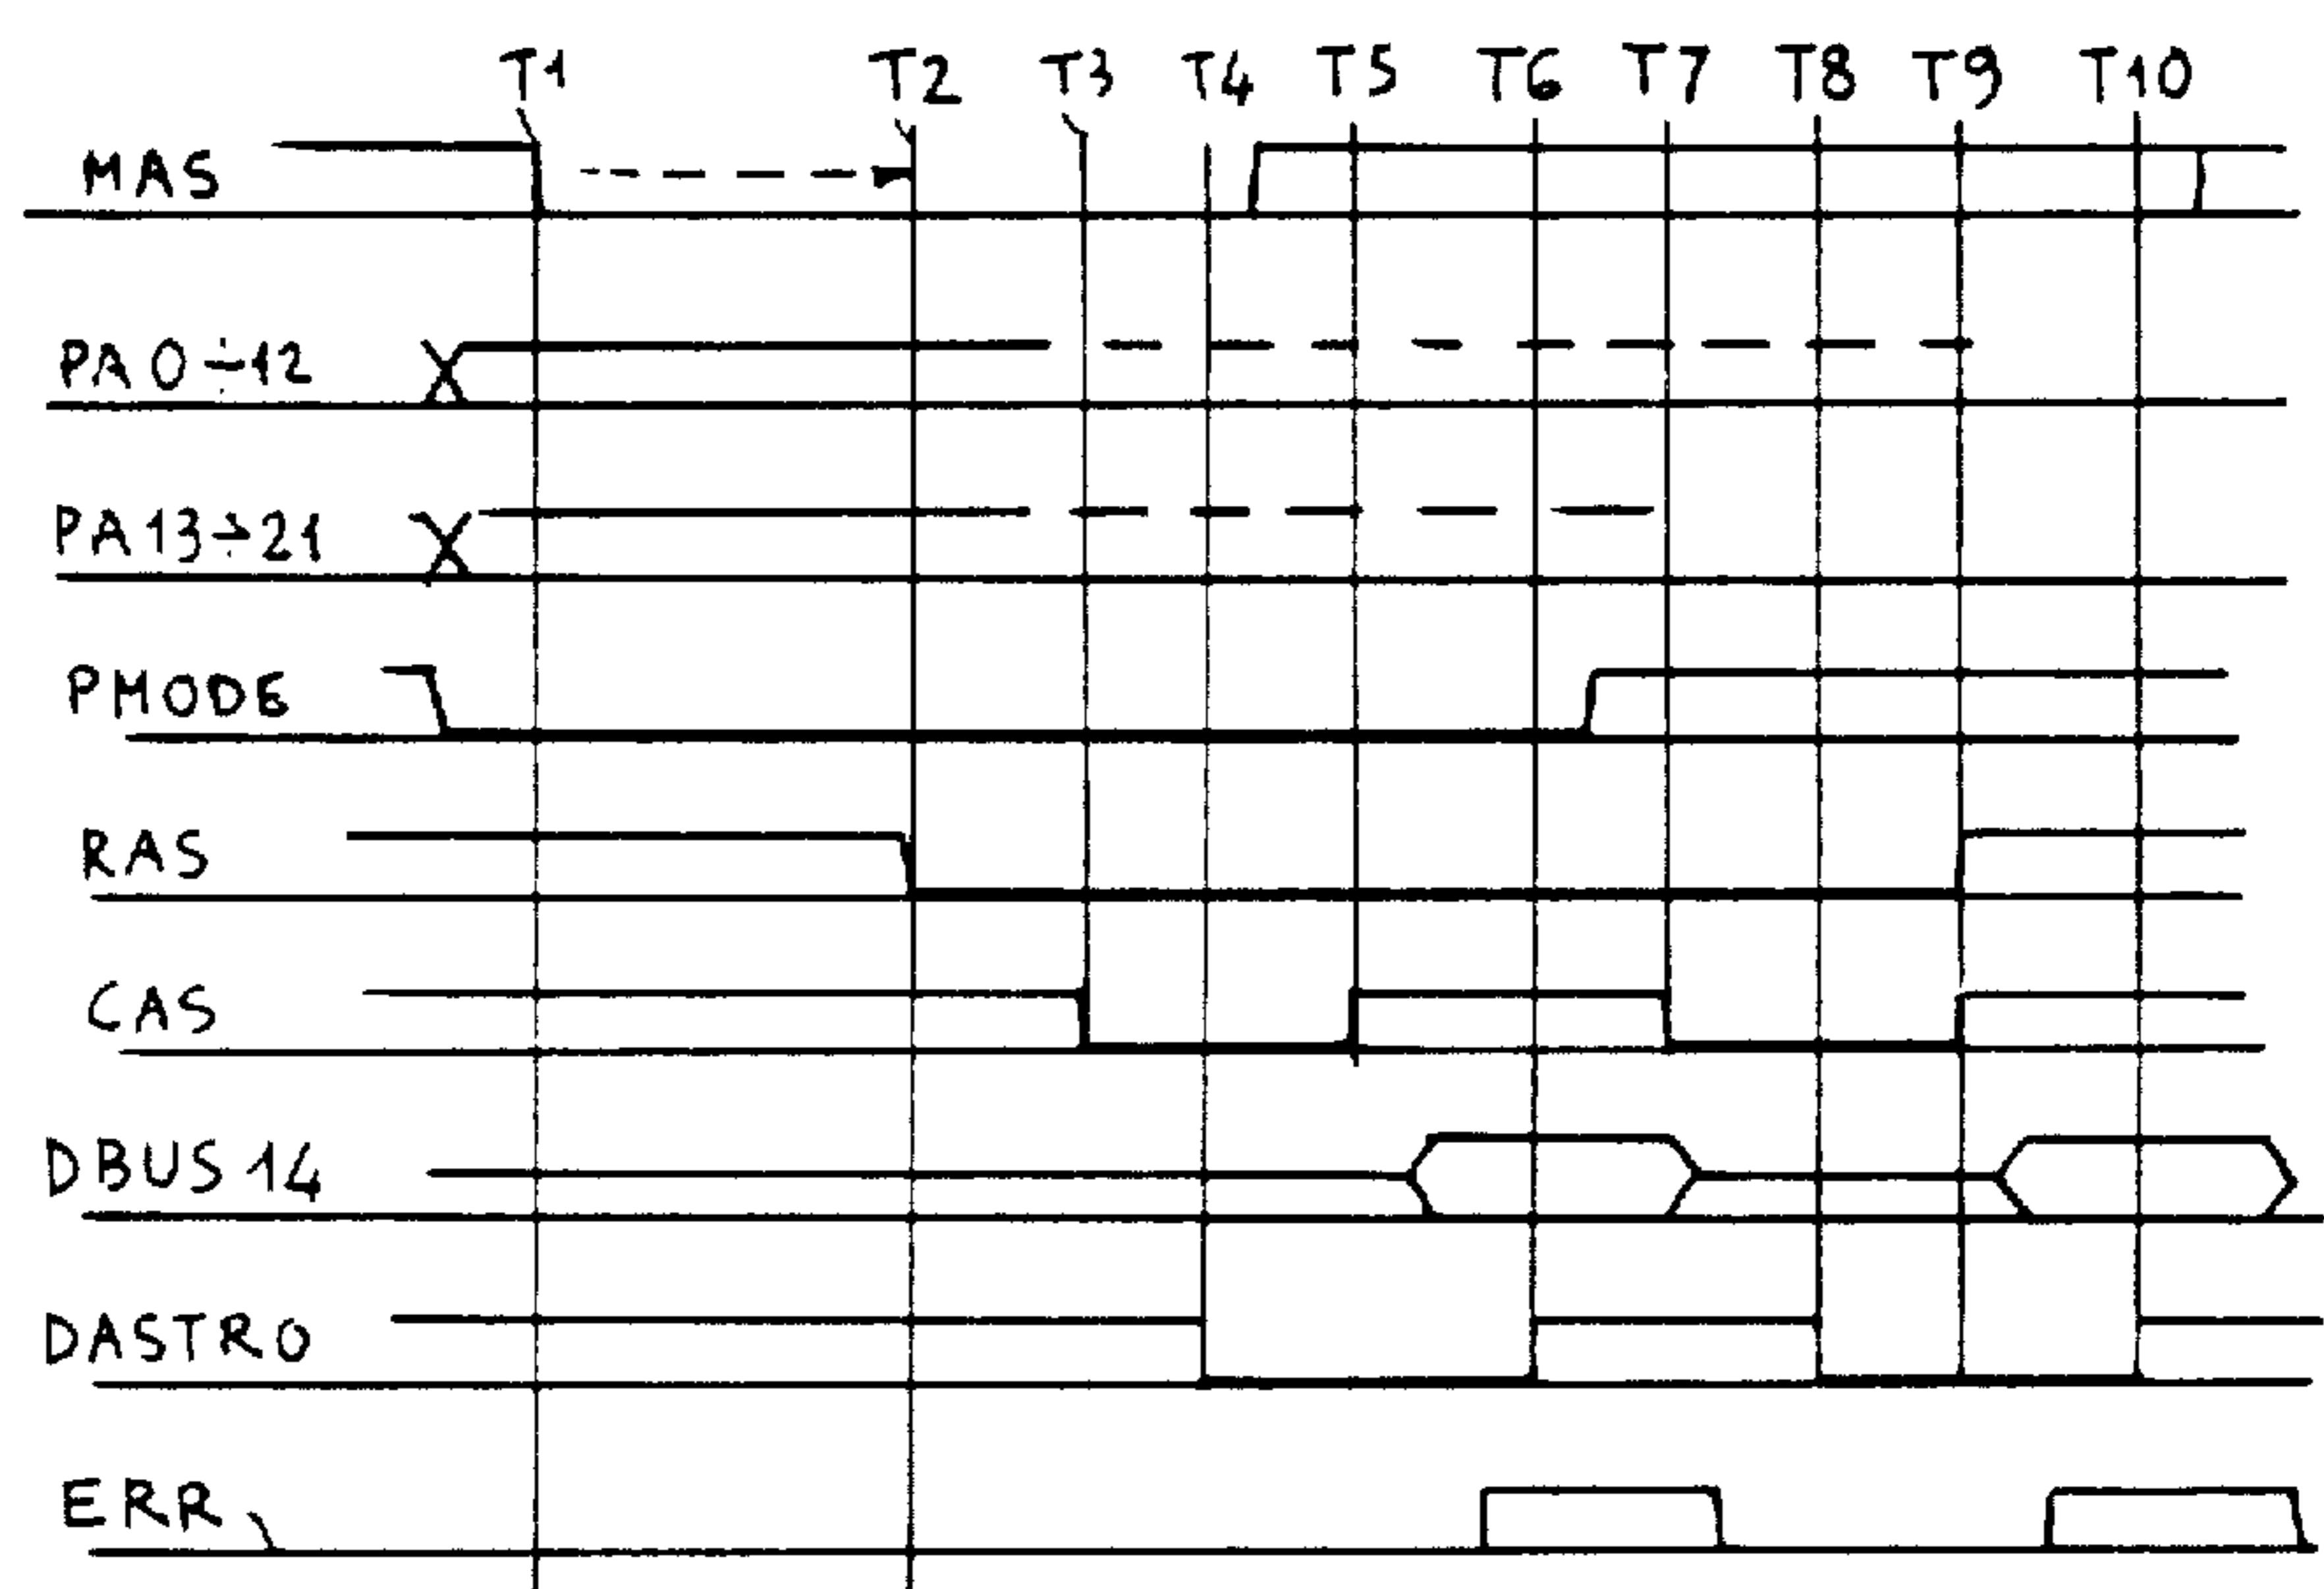 T1 T2 T3 T4 T5 T6 T7 T8 T9 T10
MAS
PA 0÷12
PA 13÷21
PMODE
RAS
CAS
DBUS 14
DASTRO
ERR